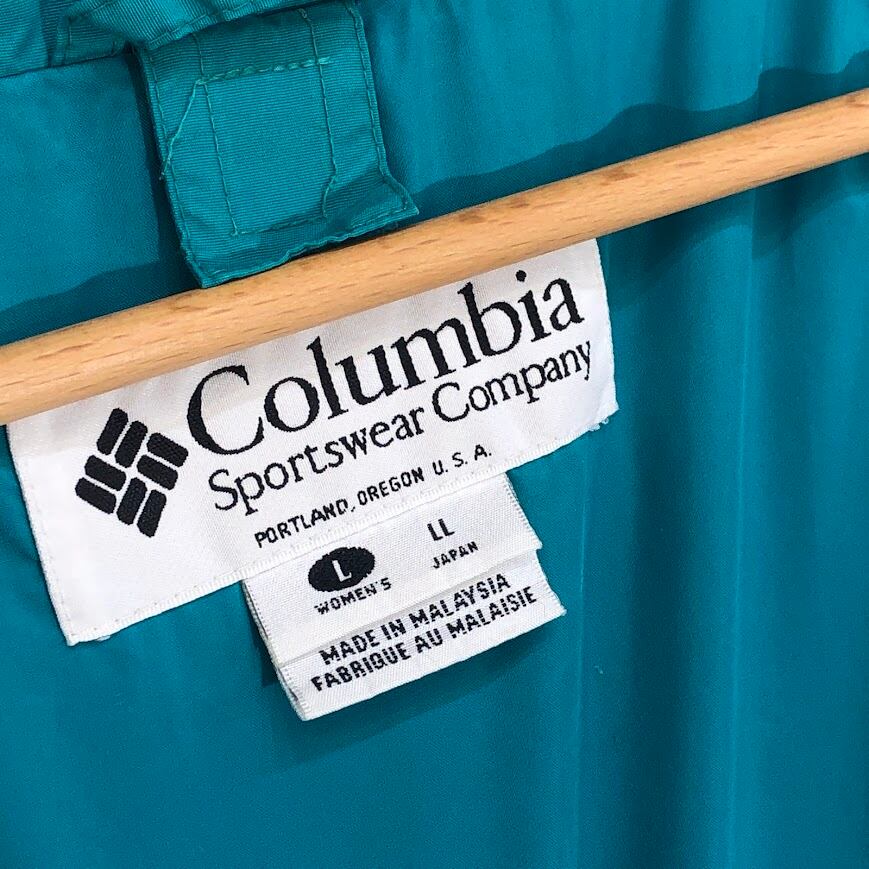 Columbia
Sportswear Company
PORTLAND, OREGON U. S. A.
L LL
WOMEN'S JAPAN
MADE IN MALAYSIA
FABRIQUE AU MALAISIE